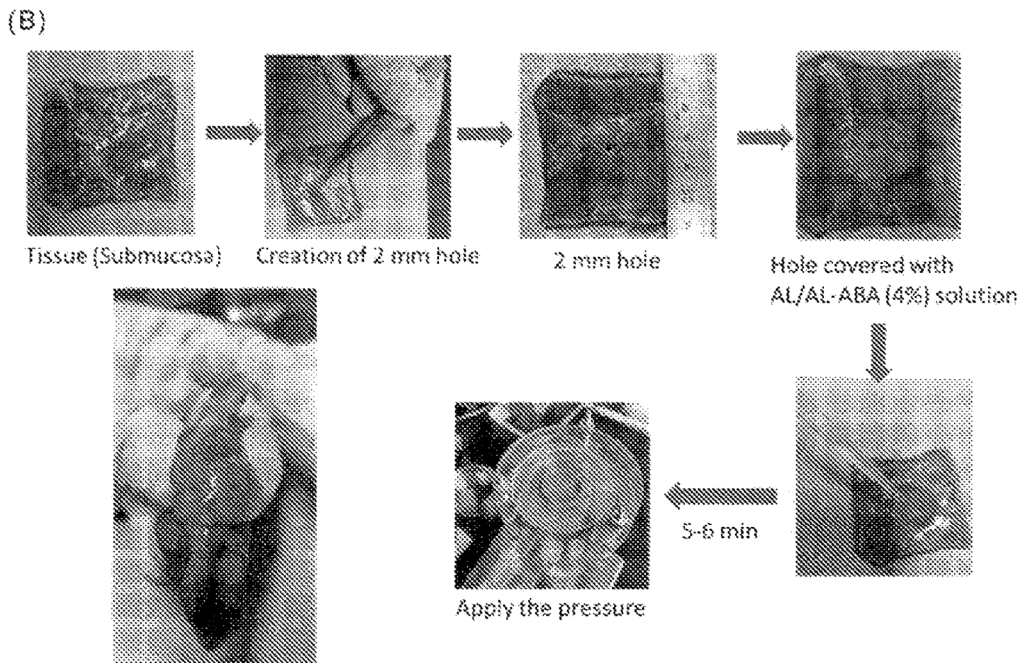 (B)
Tissue (Submucosa)
Creation of 2 mm hole
2 mm hole
Hole covered with
AL/AL-ABA (4%) solution
5-6 min
Apply the pressure